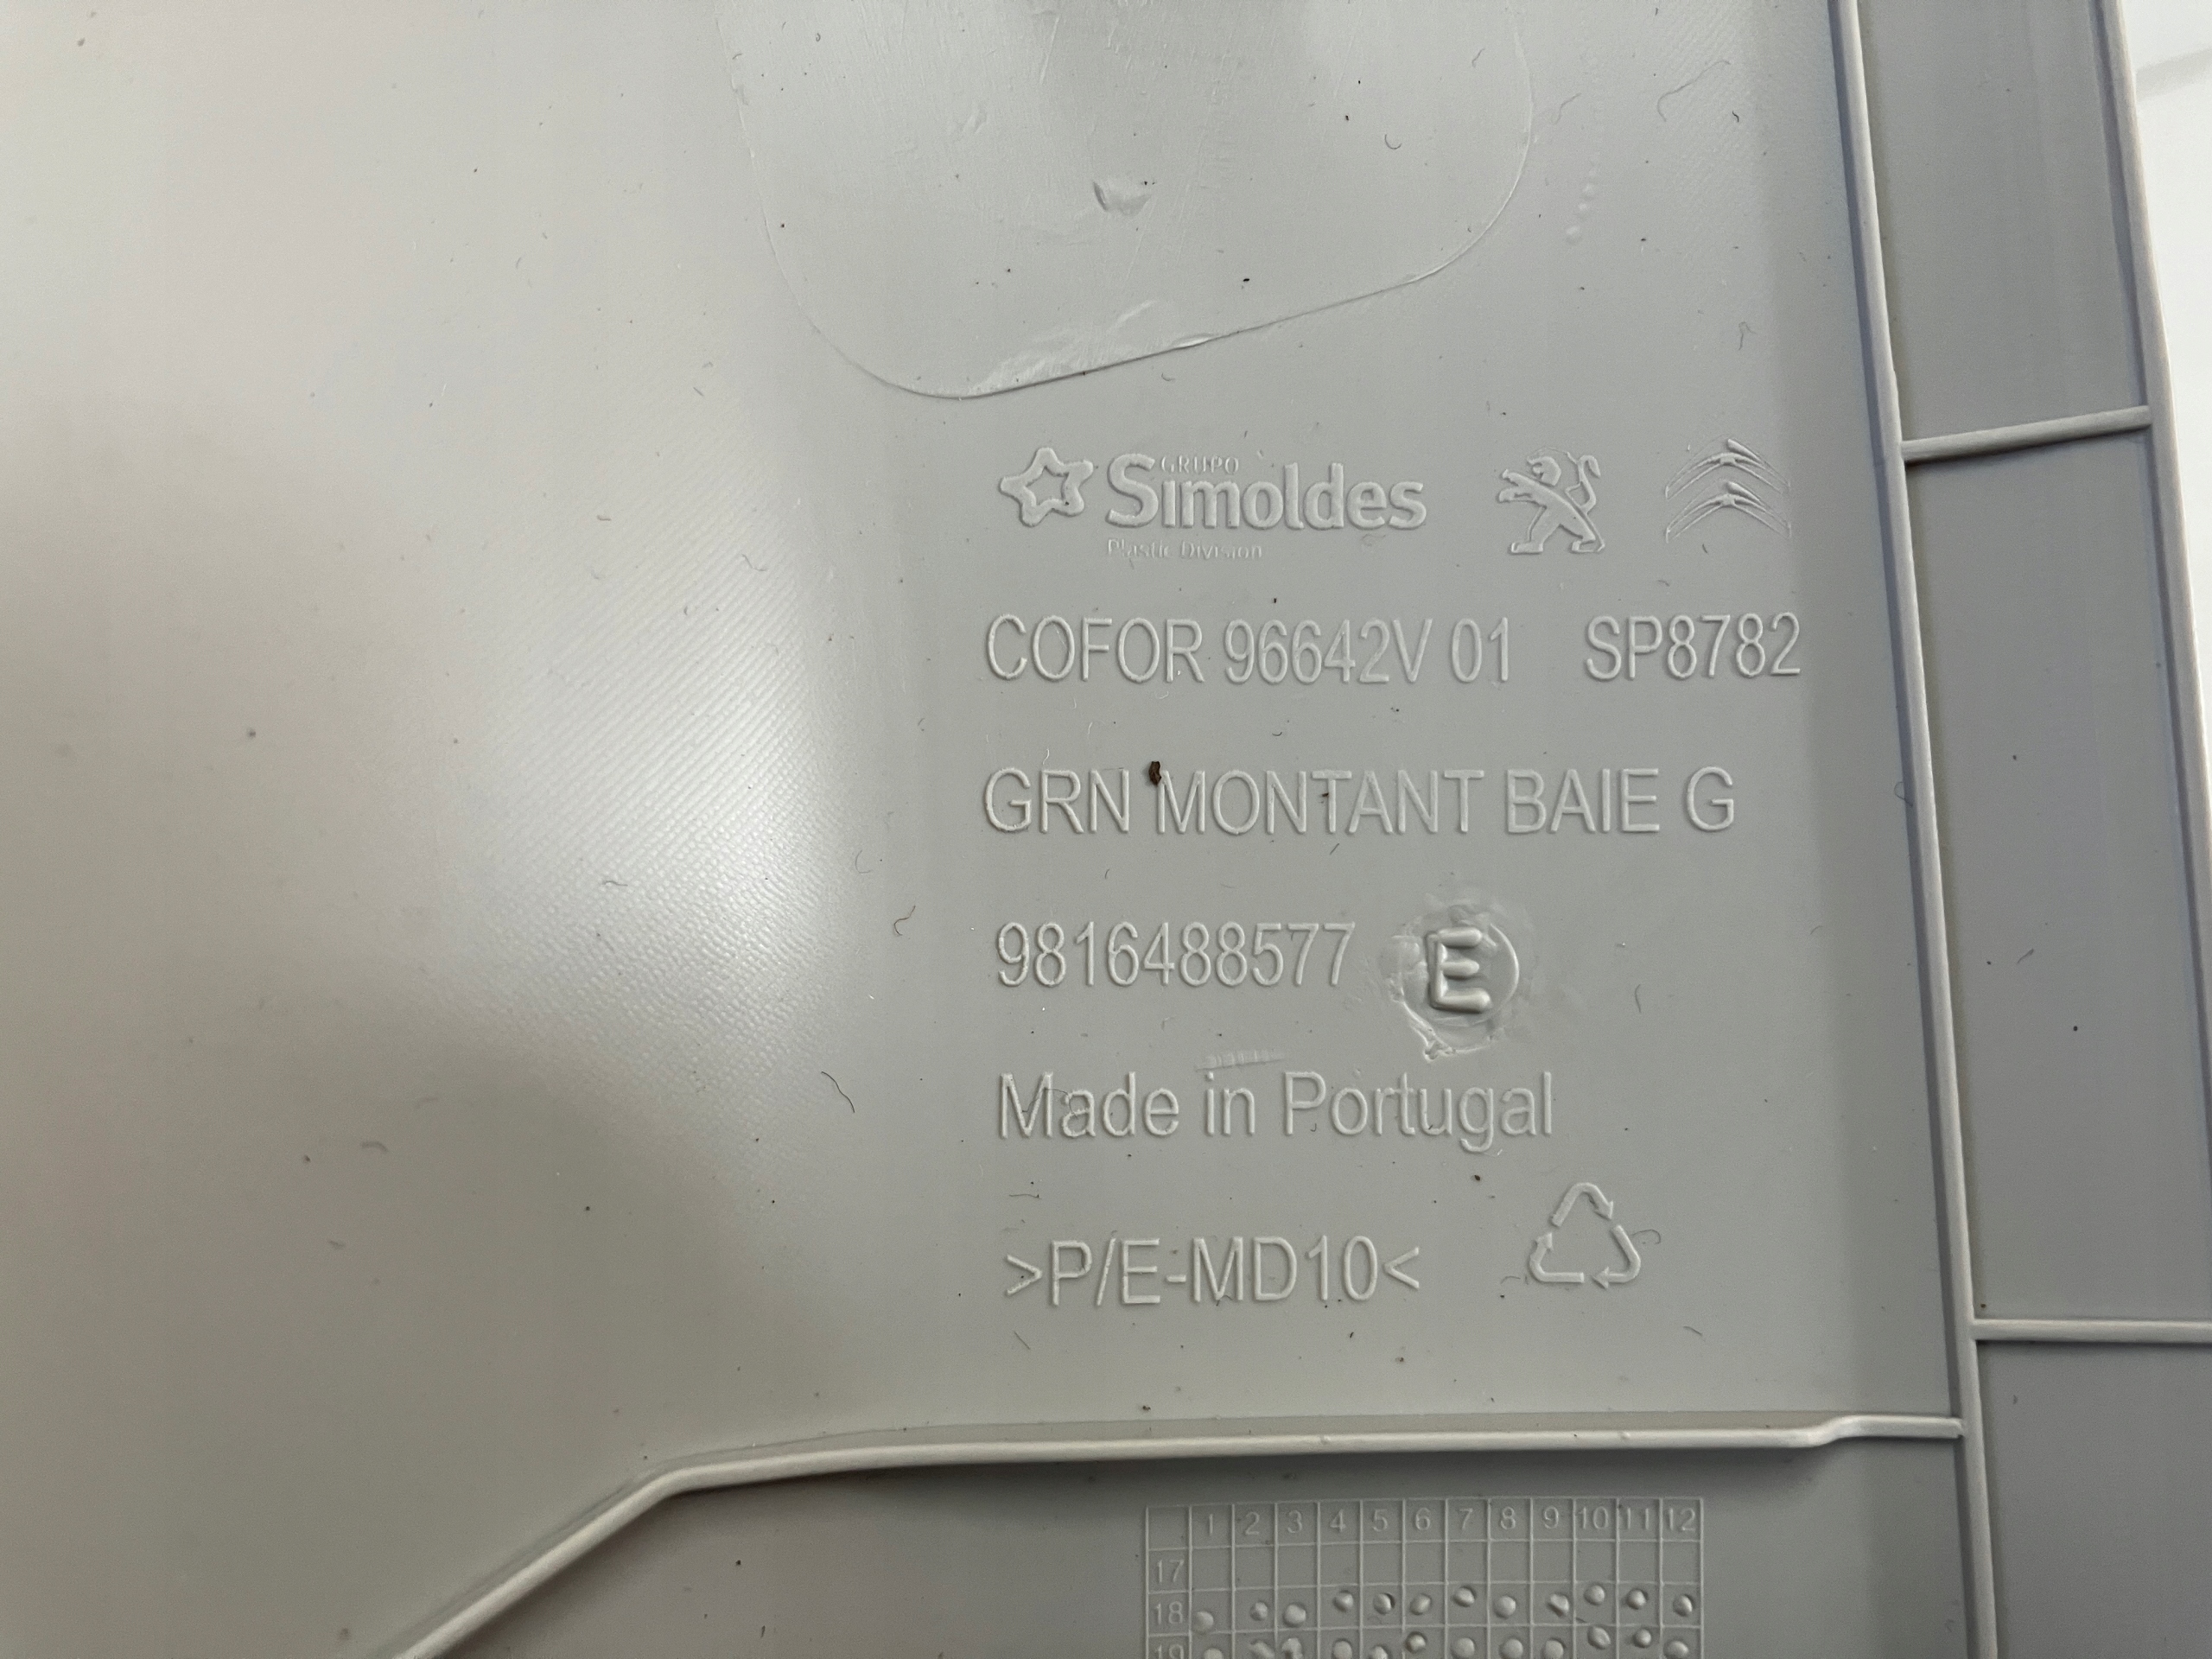 GRUPO
Simoldes
Plastic Division
COFOR 96642V 01 SP8782
GRN MONTANT BAIE G
9816488577 E
Made in Portugal
>P/E-MD10<
1 2 3 4 5 6 7 8 9 10 11 12
17
18
19